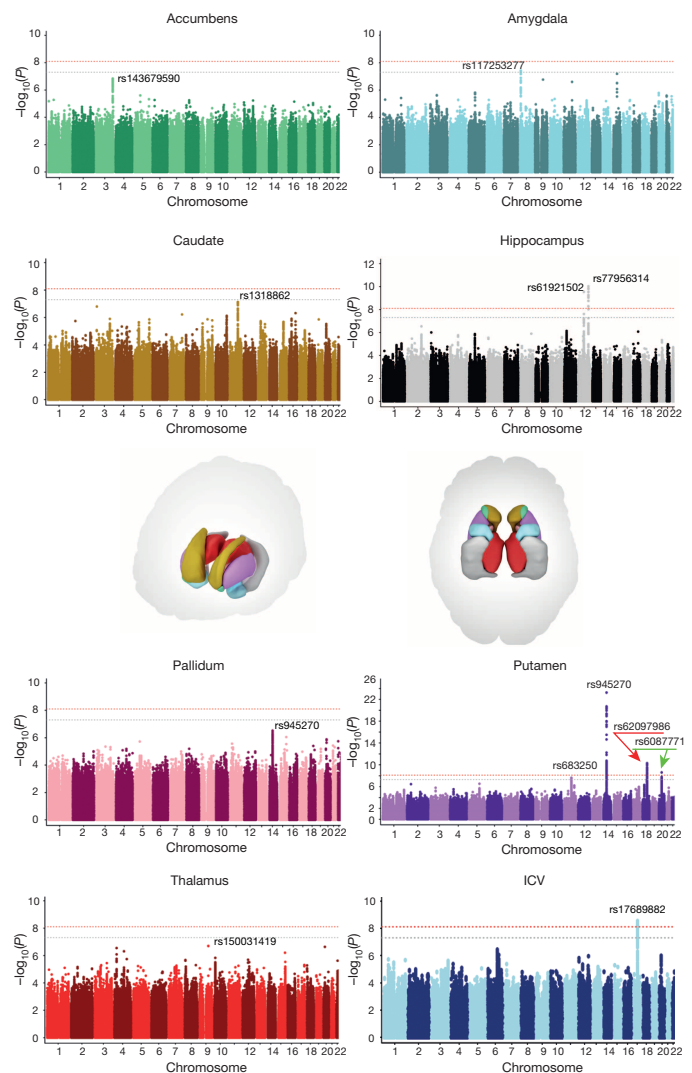 Accumbens
10
8
6
4
2
0
–log10(P)
rs143679590
1 2 3 4 5 6 7 8 9 10 12 14 16 18 20 22
Chromosome
Amygdala
10
8
6
4
2
0
–log10(P)
rs117253277
1 2 3 4 5 6 7 8 9 10 12 14 16 18 20 22
Chromosome
Caudate
10
8
6
4
2
0
–log10(P)
rs1318862
1 2 3 4 5 6 7 8 9 10 12 14 16 18 20 22
Chromosome
Hippocampus
12
10
8
6
4
2
0
–log10(P)
rs77956314
rs61921502
1 2 3 4 5 6 7 8 9 10 12 14 16 18 20 22
Chromosome
Pallidum
10
8
6
4
2
0
–log10(P)
rs945270
1 2 3 4 5 6 7 8 9 10 12 14 16 18 20 22
Chromosome
Putamen
26
22
18
14
10
6
2
0
–log10(P)
rs945270
rs62097986
rs6087771
rs683250
1 2 3 4 5 6 7 8 9 10 12 14 16 18 20 22
Chromosome
Thalamus
10
8
6
4
2
0
–log10(P)
rs150031419
1 2 3 4 5 6 7 8 9 10 12 14 16 18 20 22
Chromosome
ICV
10
8
6
4
2
0
–log10(P)
rs17689882
1 2 3 4 5 6 7 8 9 10 12 14 16 18 20 22
Chromosome